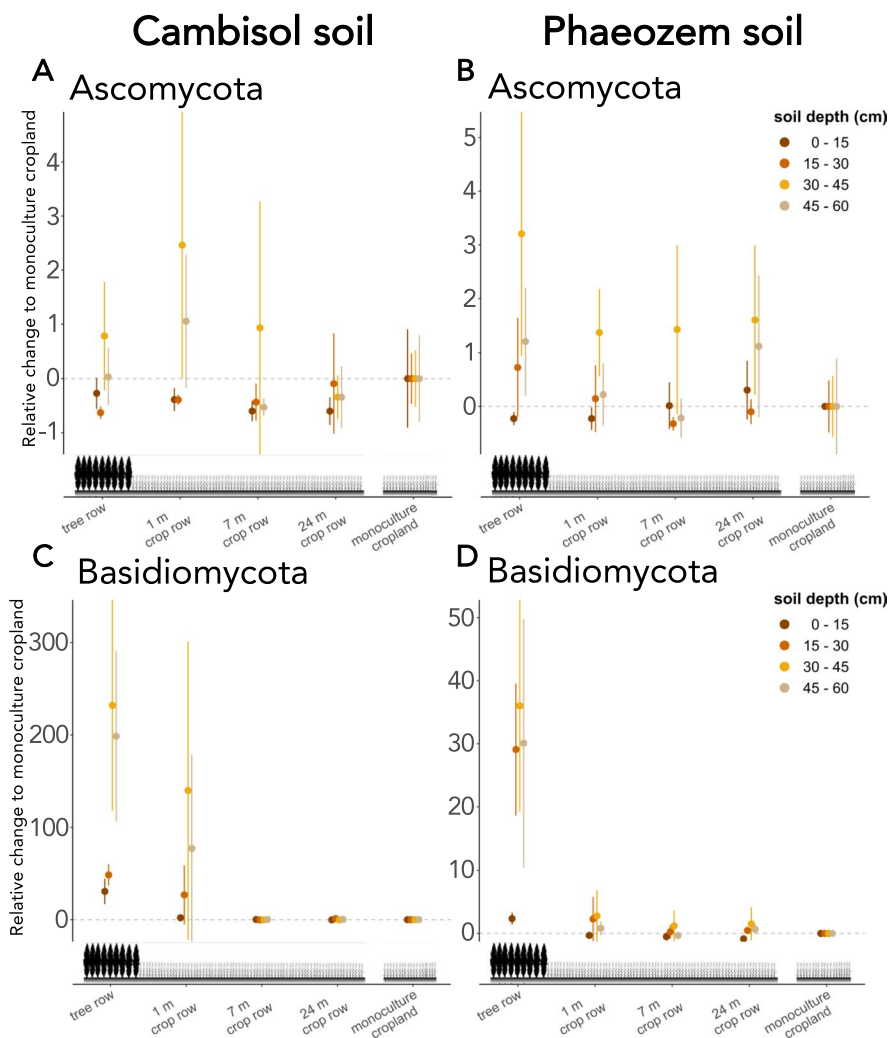 Cambisol soil
Phaeozem soil
A
Ascomycota
B
Ascomycota
Relative change to monoculture cropland
4
3
2
1
0
-1
tree row
1 m
crop row
7 m
crop row
24 m
crop row
monoculture
cropland
5
4
3
2
1
0
soil depth (cm)
0 - 15
15 - 30
30 - 45
45 - 60
tree row
1 m
crop row
7 m
crop row
24 m
crop row
monoculture
cropland
C
Basidiomycota
D
Basidiomycota
Relative change to monoculture cropland
300
200
100
0
tree row
1 m
crop row
7 m
crop row
24 m
crop row
monoculture
cropland
50
40
30
20
10
0
soil depth (cm)
0 - 15
15 - 30
30 - 45
45 - 60
tree row
1 m
crop row
7 m
crop row
24 m
crop row
monoculture
cropland